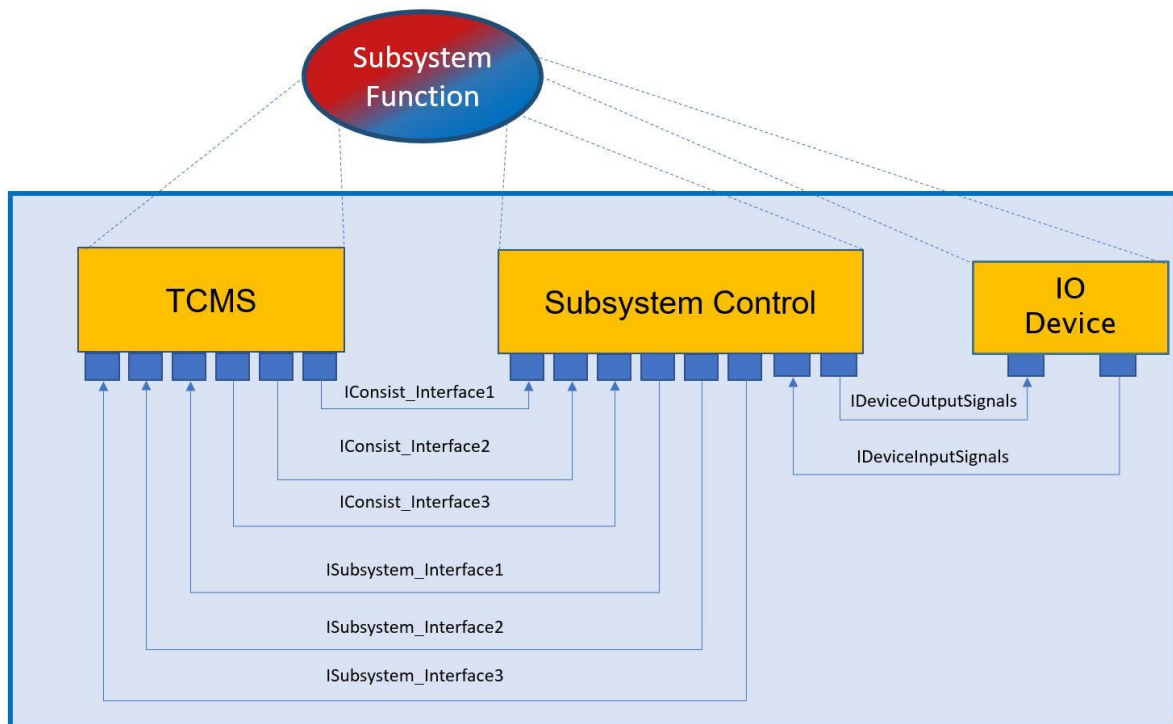 Subsystem
Function
TCMS
Subsystem Control
IO
Device
IConsist_Interface1
IDeviceOutputSignals
IConsist_Interface2
IDeviceInputSignals
IConsist_Interface3
ISubsystem_Interface1
ISubsystem_Interface2
ISubsystem_Interface3